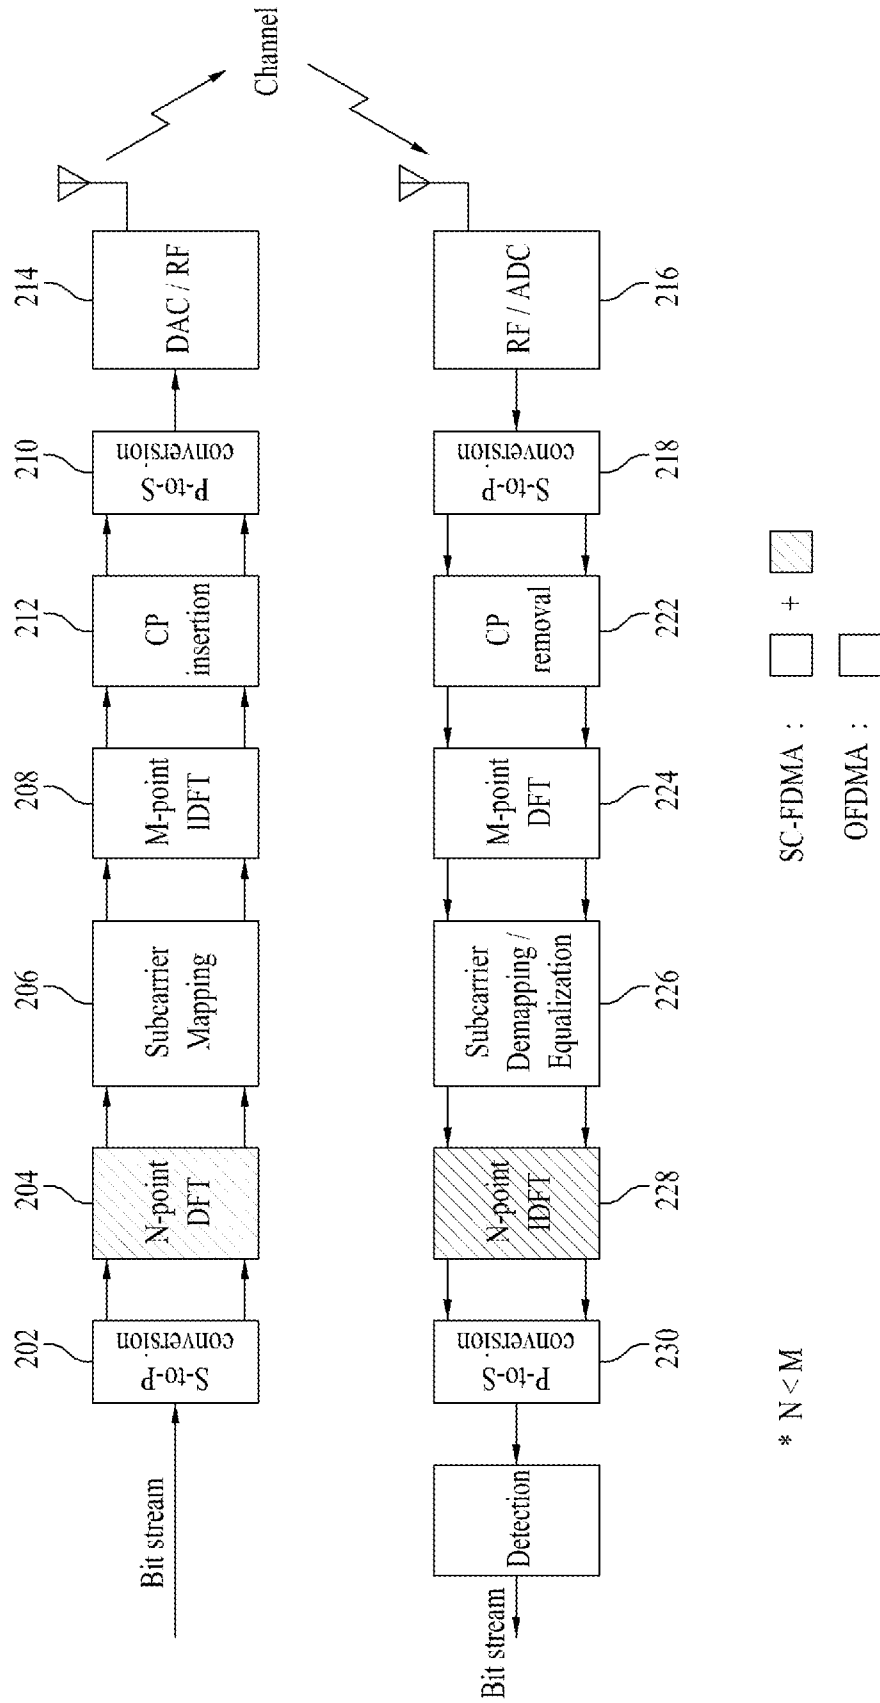 Bit stream
202
S-to-P
conversion
204
N-point
DFT
206
Subcarrier
Mapping
208
M-point
IDFT
212
CP
insertion
210
P-to-S
conversion
214
DAC / RF
Channel
Bit stream
Detection
P-to-S
conversion
230
N-point
IDFT
228
Subcarrier
Demapping /
Equalization
226
M-point
DFT
224
CP
removal
222
S-to-P
conversion
218
RF / ADC
216
* N < M
SC-FDMA : +
OFDMA :